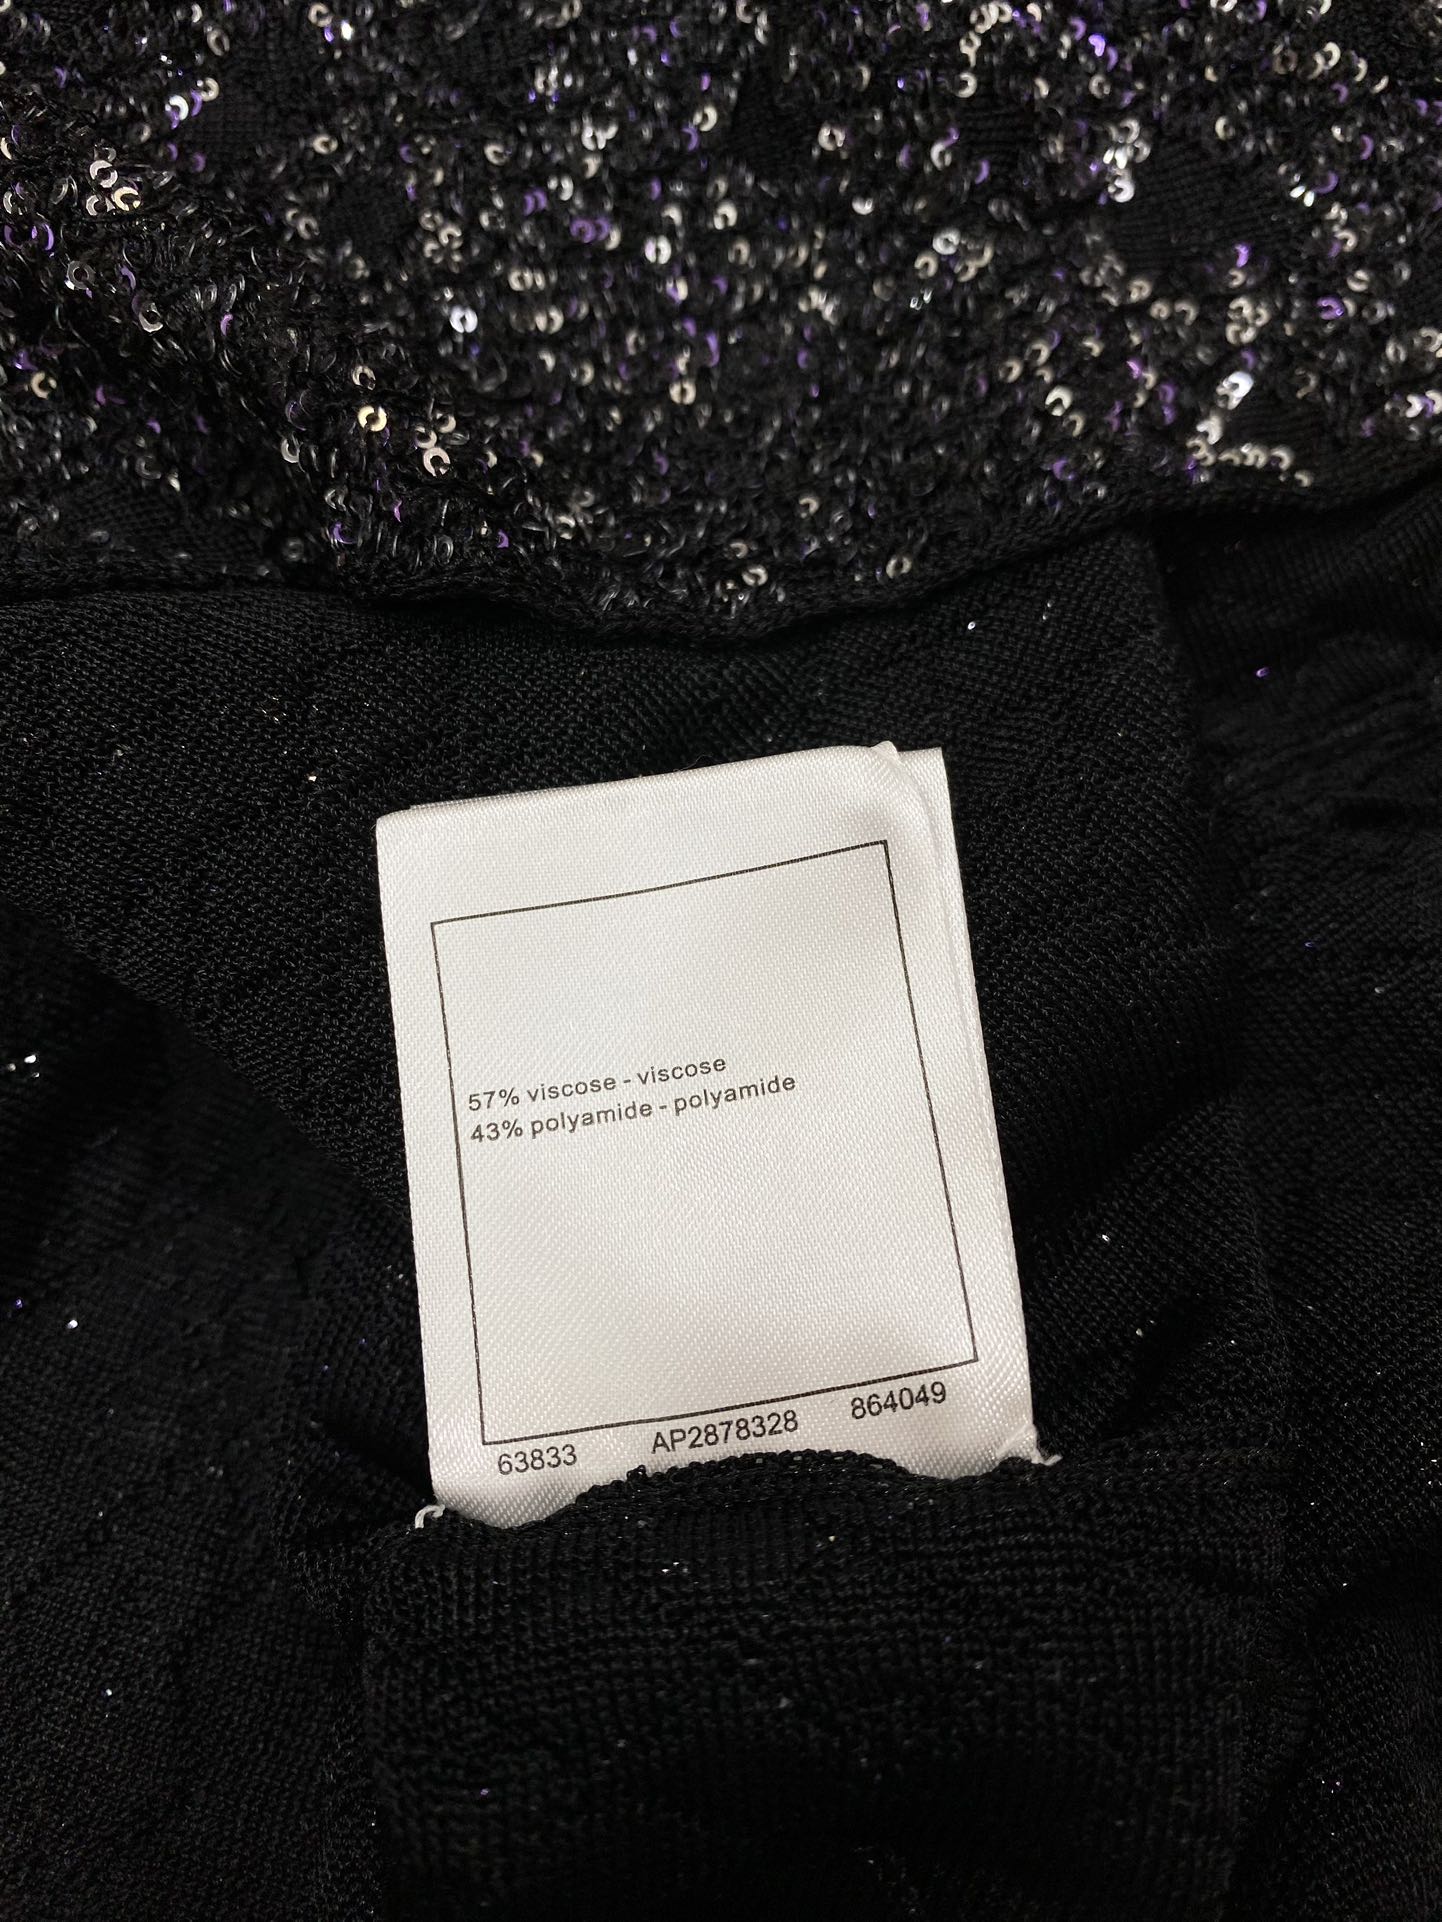 57% viscose - viscose
43% polyamide - polyamide
63833 AP2878328 864049